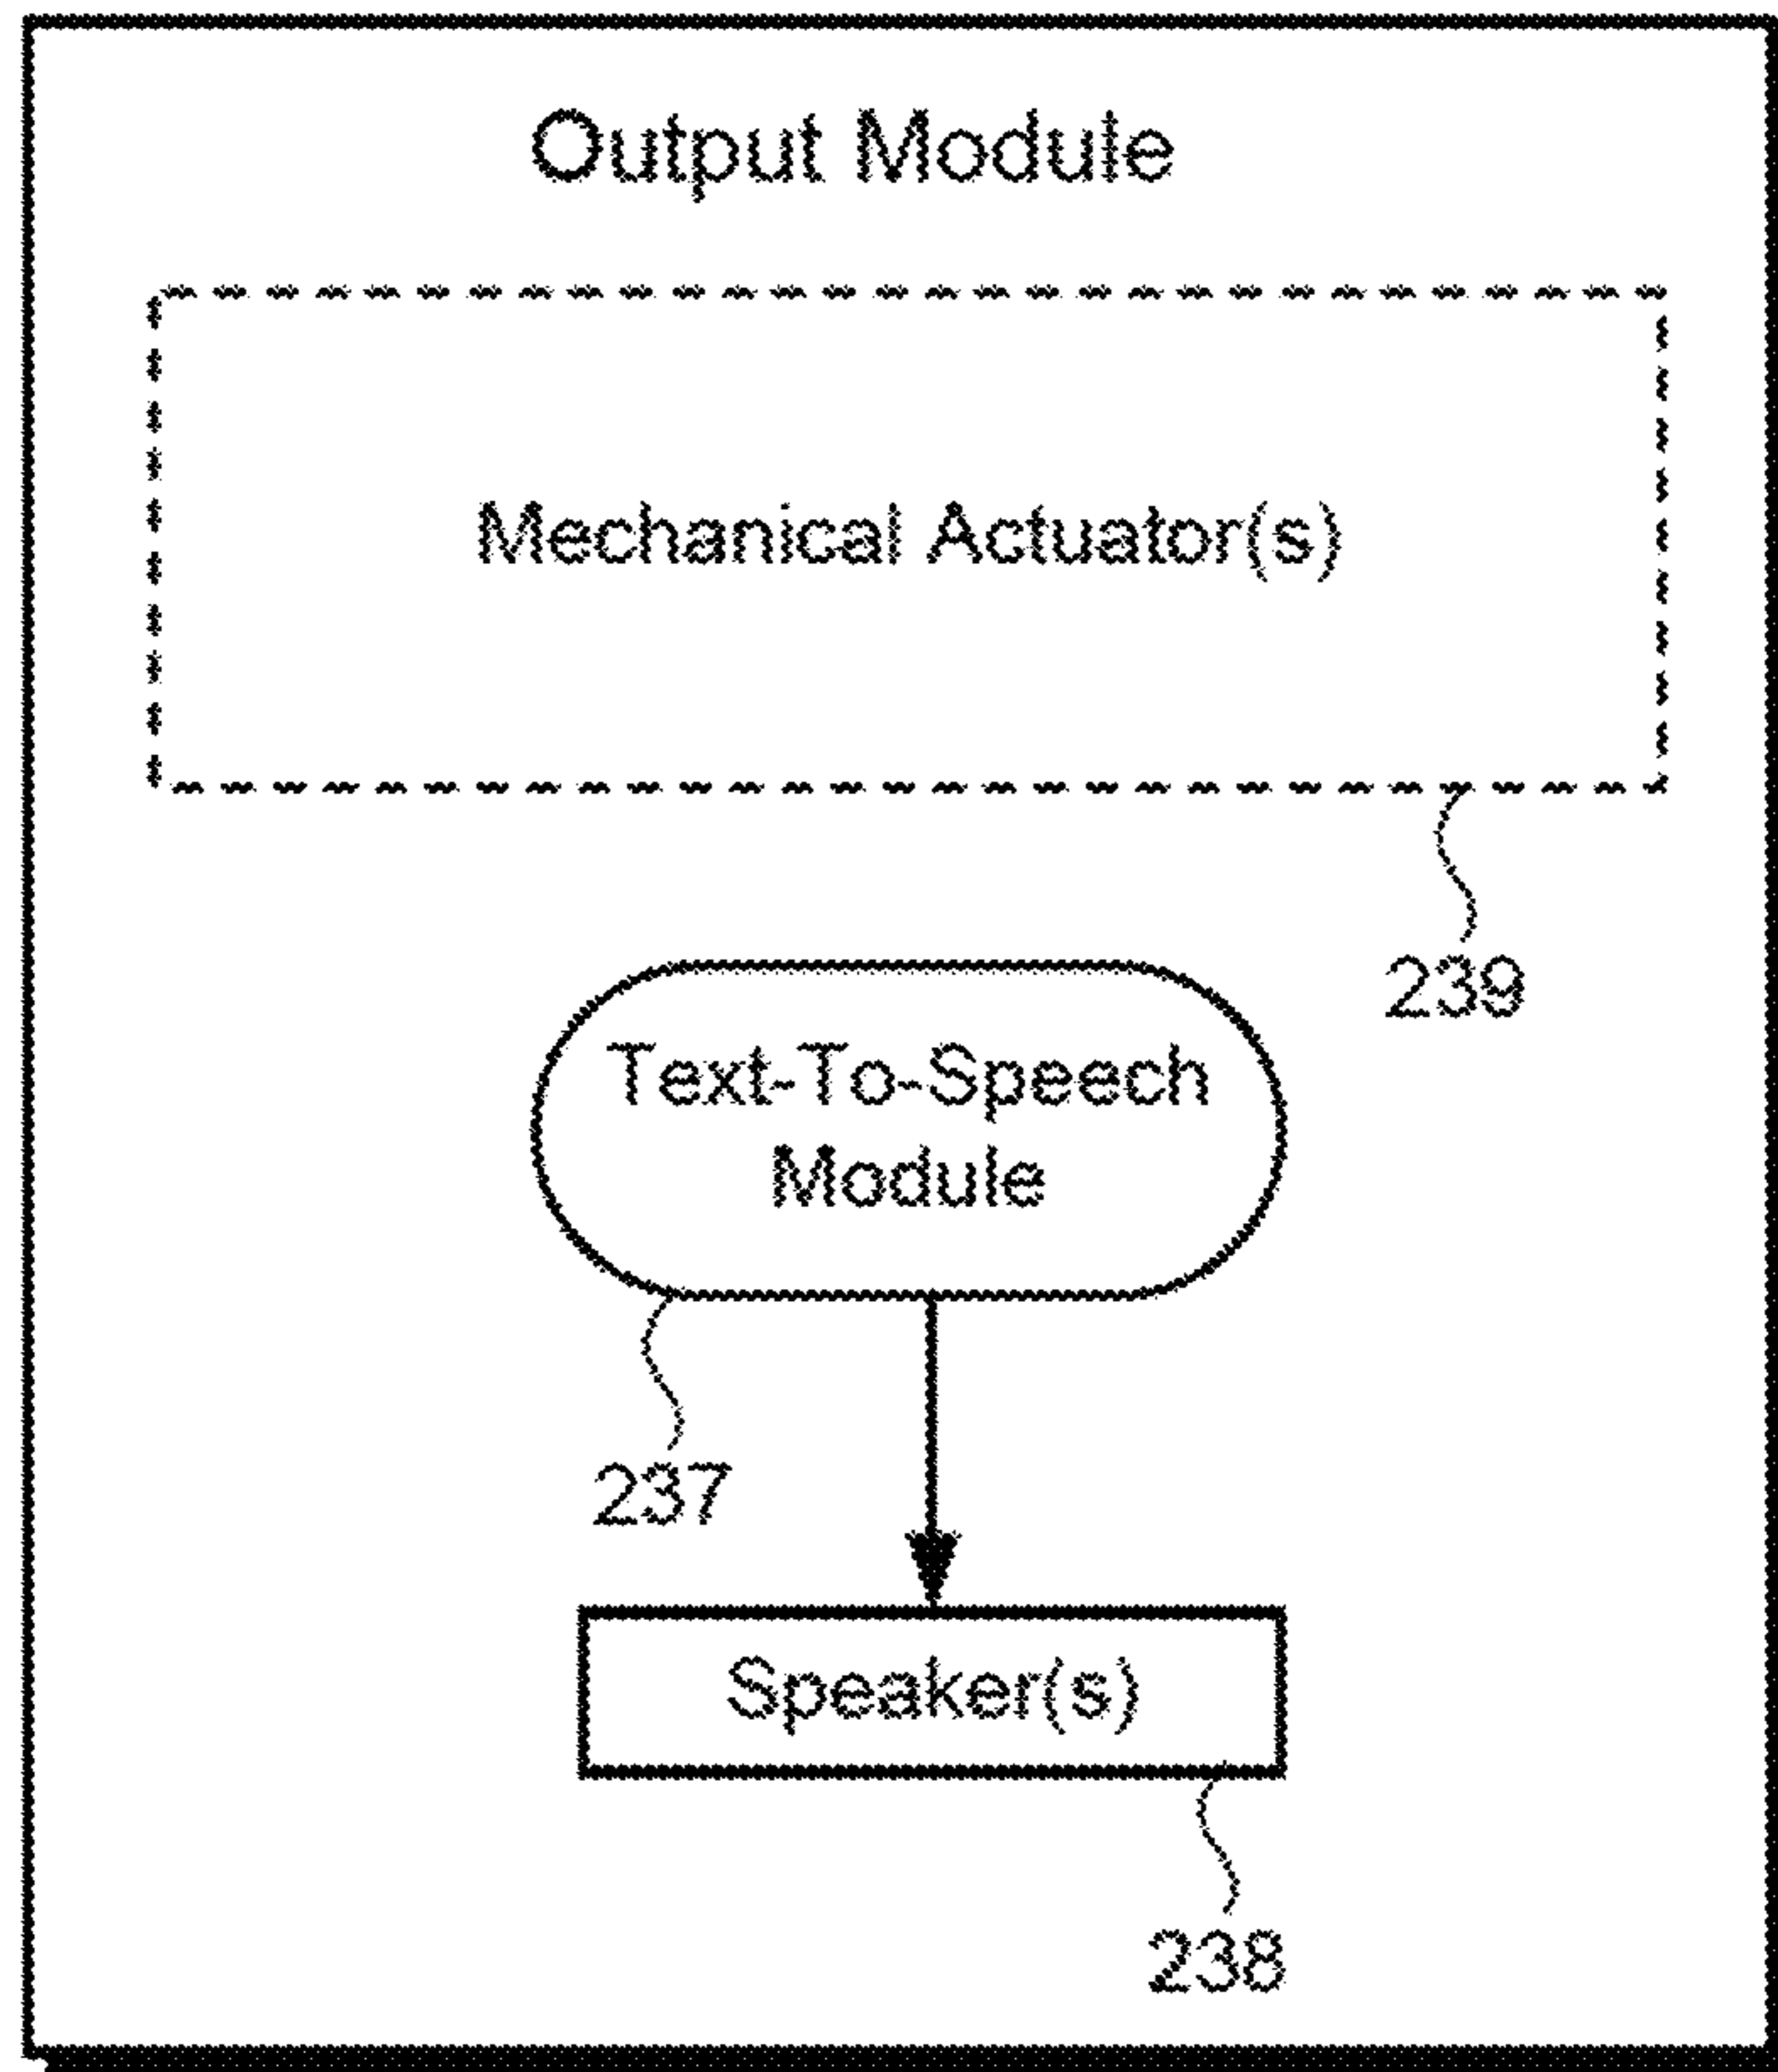 Output Module
Mechanical Actuator(s)
239
Text-To-Speech
Module
237
Speaker(s)
238